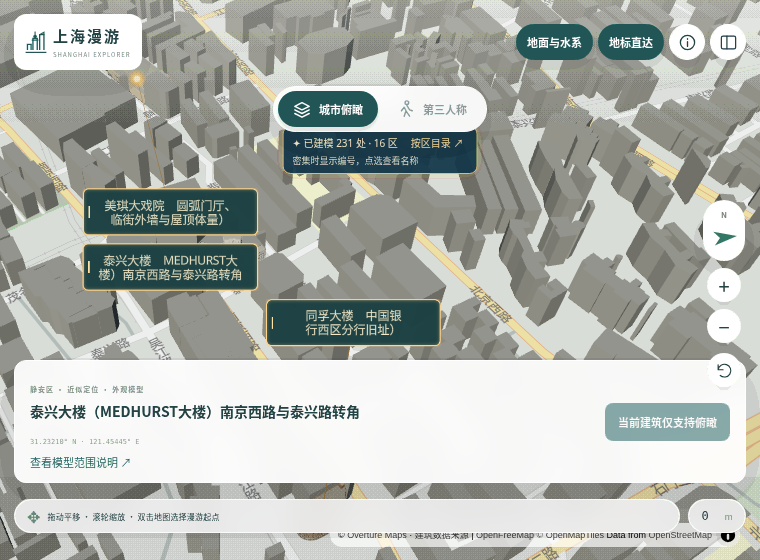 上海漫游
SHANGHAI EXPLORER
地面与水系
地标直达
城市俯瞰
第三人称
✦ 已建模 231 处 · 16 区 按区目录 ↗
密集时显示编号，点选查看名称
美琪大戏院 圆弧门厅、
临街外墙与屋顶体量）
泰兴大楼 MEDHURST大
楼）南京西路与泰兴路转角
同孚大楼 中国银
行西区分行旧址）
N
+
−
北京西路
静安区 · 近似定位 · 外观模型
泰兴大楼（MEDHURST大楼）南京西路与泰兴路转角
31.23210° N · 121.45445° E
查看模型范围说明 ↗
当前建筑仅支持俯瞰
拖动平移 · 滚轮缩放 · 双击地图选择漫游起点
0 m
© Overture Maps · 建筑数据来源 | OpenFreeMap © OpenMapTiles Data from OpenStreetMap